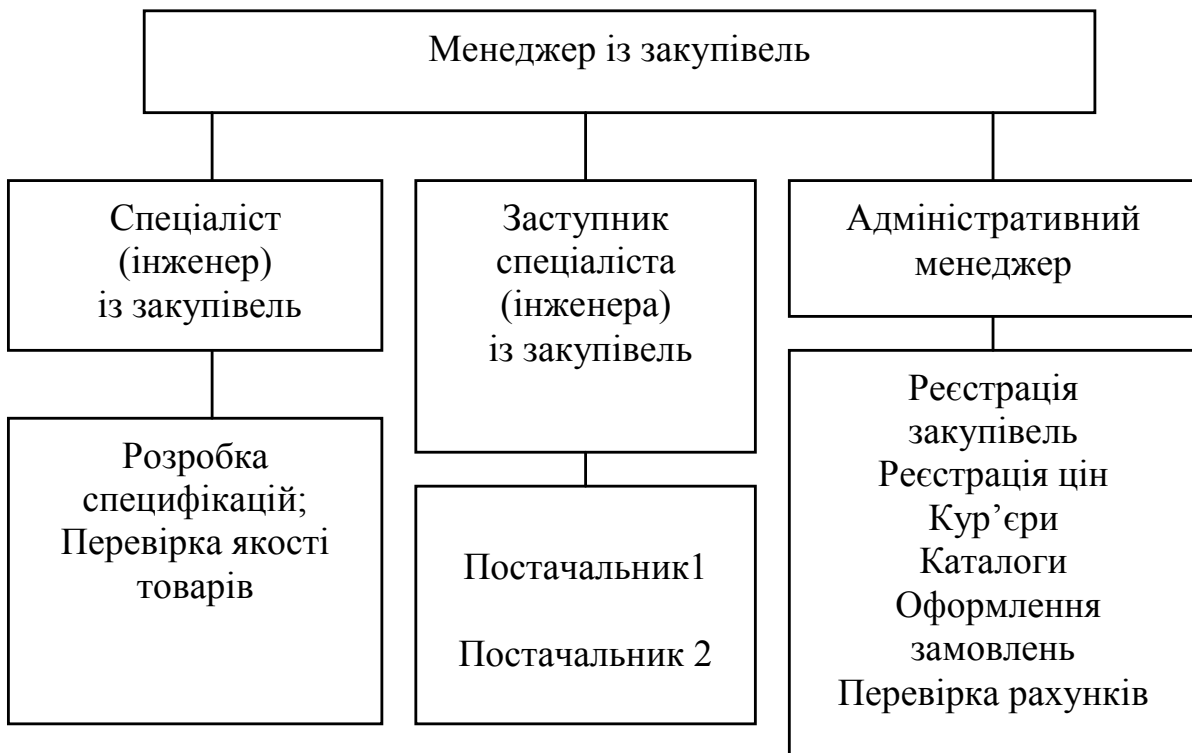 Менеджер із закупівель
Спеціаліст
(інженер)
із закупівель
Заступник
спеціаліста
(інженера)
із закупівель
Адміністративний
менеджер
Розробка
специфікацій;
Перевірка якості
товарів
Постачальник1
Постачальник 2
Реєстрація
закупівель
Реєстрація цін
Кур’єри
Каталоги
Оформлення
замовлень
Перевірка рахунків